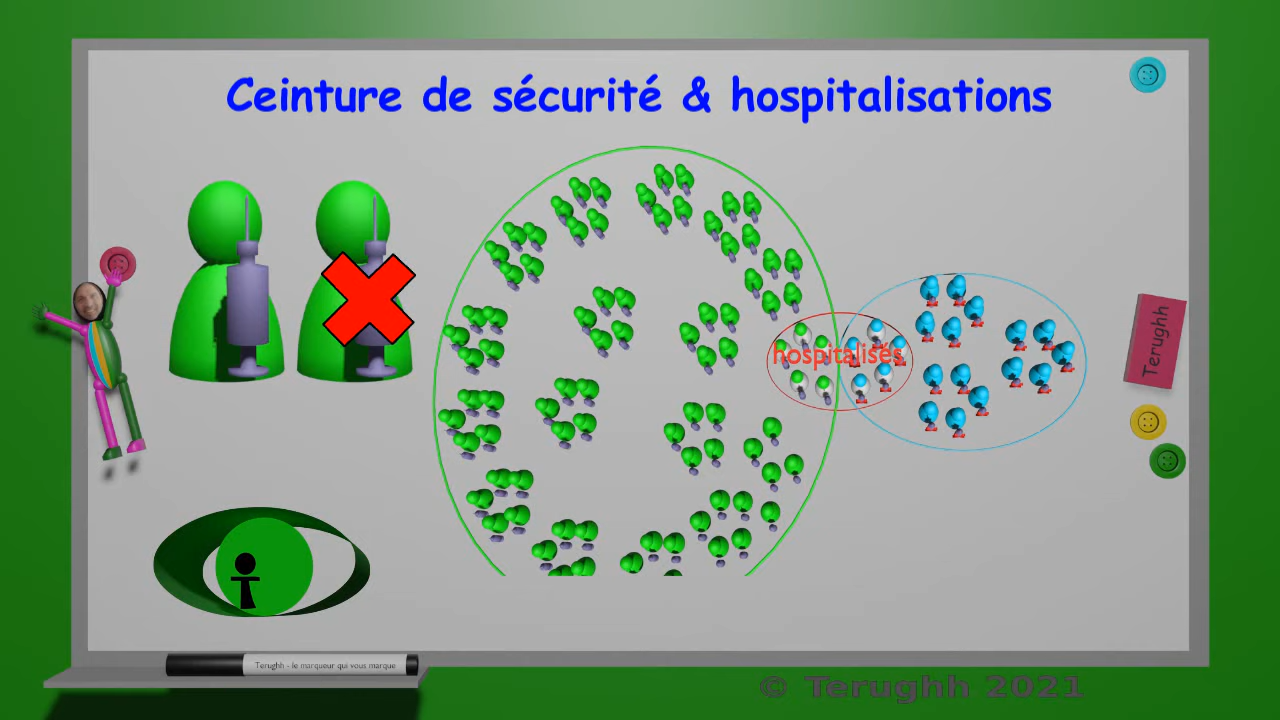 Ceinture de sécurité & hospitalisations
hospitalisés
Terughh
Terughh - le marqueur qui vous marque
© Terughh 2021